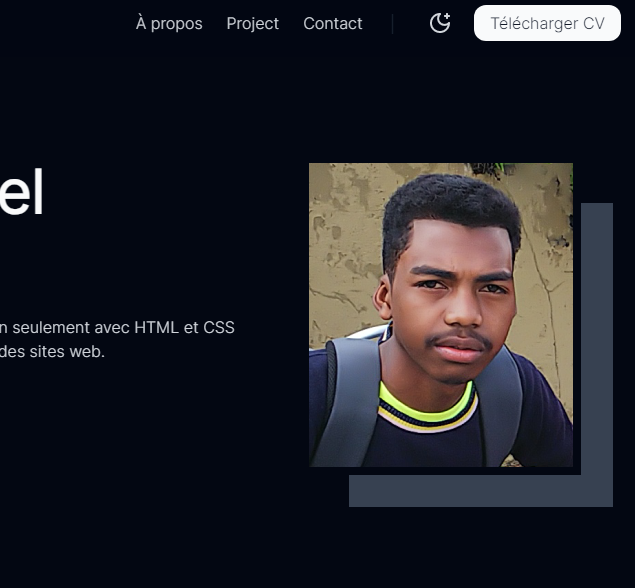 À propos Project Contact Télécharger CV
el
n seulement avec HTML et CSS
des sites web.